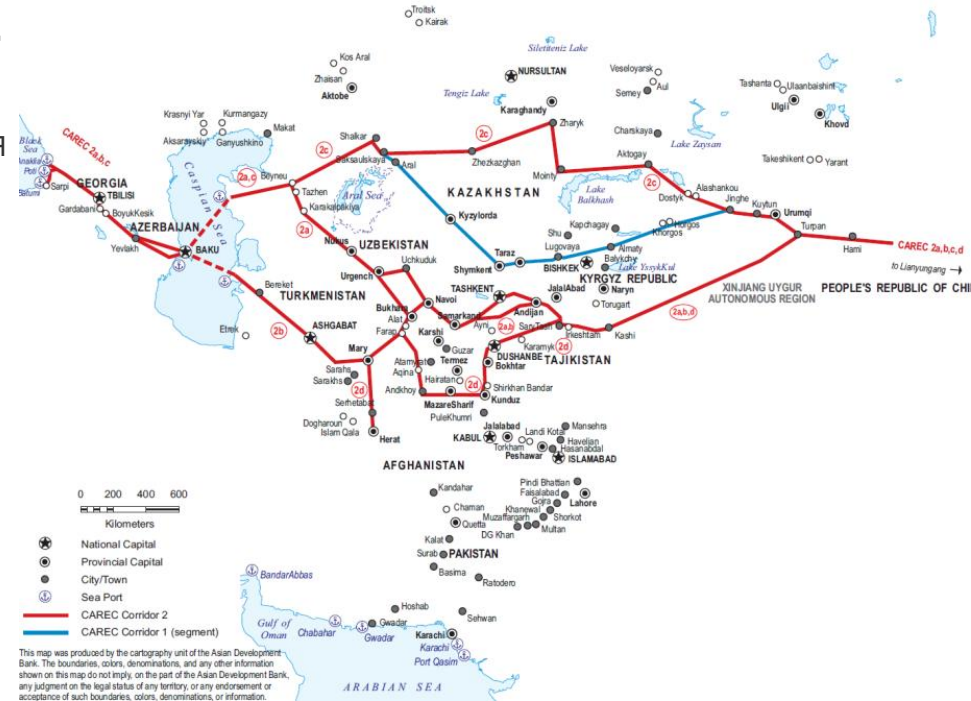 Troitsk
Kairak
Siletiteniz Lake
Kos Aral
Zhaisan
Aktobe
NURSULTAN
Veseloyarsk
Aul
Semey
Tashanta
Ulaanbaishint
Ulgii
Khovd
Tengiz Lake
Karaghandy
Krasnyi Yar
Kurmangazy
Aksarayskiy
Ganyushkino
Makat
Shalkar
2c
2c
Zharyk
Charskaya
Lake Zaysan
Takeshikent
Yarant
Black
Sea
CAREC 2a,b,c
Anaklia
Poti
Batumi
Sarpi
GEORGIA
TBILISI
Gardabani
BoyukKesik
AZERBAIJAN
Yevlakh
BAKU
Caspian Sea
2a,c
Beyneu
Saksaulskaya
Aral
Zhezkazghan
Aktogay
Mointy
2c
Tazhen
Karakalpakiya
Aral Sea
KAZAKHSTAN
Lake
Balkhash
Dostyk
Alashankou
Jinghe
Kuytun
Urumqi
2a
Kyzylorda
Kapchagay
Horgos
Khorgos
Turpan
Nukus
UZBEKISTAN
Shu
Lugovaya
Almaty
Hami
CAREC 2a,b,c,d
Taraz
Shymkent
Balykchy
BISHKEK
Lake YssykKul
to Lianyungang
Urgench
Uchkuduk
KYRGYZ REPUBLIC
XINJIANG UYGUR
AUTONOMOUS REGION
PEOPLE'S REPUBLIC OF CHI
Bereket
TURKMENISTAN
TASHKENT
JalalAbad
Naryn
Torugart
Navoi
Bukhara
Alat
Samarkand
Andijan
2a,b,d
Etrek
2b
ASHGABAT
Farap
Karshi
Ayni
2a,b
SaryTash
Irkeshtam
Kashi
Mary
Guzar
Karamyk
2d
DUSHANBE
TAJIKISTAN
Atamyrat
Termez
Bokhtar
Sarahs
Sarakhs
Aqina
Hairatan
2d
2d
Shirkhan Bandar
Serhetabat
Andkhoy
MazareSharif
Kunduz
Dogharoun
Islam Qala
Herat
PuleKhumri
Jalalabad
Mansehra
KABUL
Landi Kotal
Havelian
Torkham
Hasanabdal
Peshawar
ISLAMABAD
AFGHANISTAN
Kandahar
Pindi Bhattian
Faisalabad
Lahore
Chaman
Gojra
Khanewal
Quetta
Muzaffargarh
Shorkot
DG Khan
Multan
Kalat
Surab
PAKISTAN
Basima
Ratodero
0 200 400 600
Kilometers
National Capital
Provincial Capital
City/Town
Sea Port
CAREC Corridor 2
CAREC Corridor 1 (segment)
BandarAbbas
Hoshab
Sehwan
Gulf of
Oman
Chabahar
Gwadar
Gwadar
Karachi
Karachi
Port Qasim
ARABIAN SEA
This map was produced by the cartography unit of the Asian Development
Bank. The boundaries, colors, denominations, and any other information
shown on this map do not imply, on the part of the Asian Development Bank,
any judgment on the legal status of any territory, or any endorsement or
acceptance of such boundaries, colors, denominations, or information.